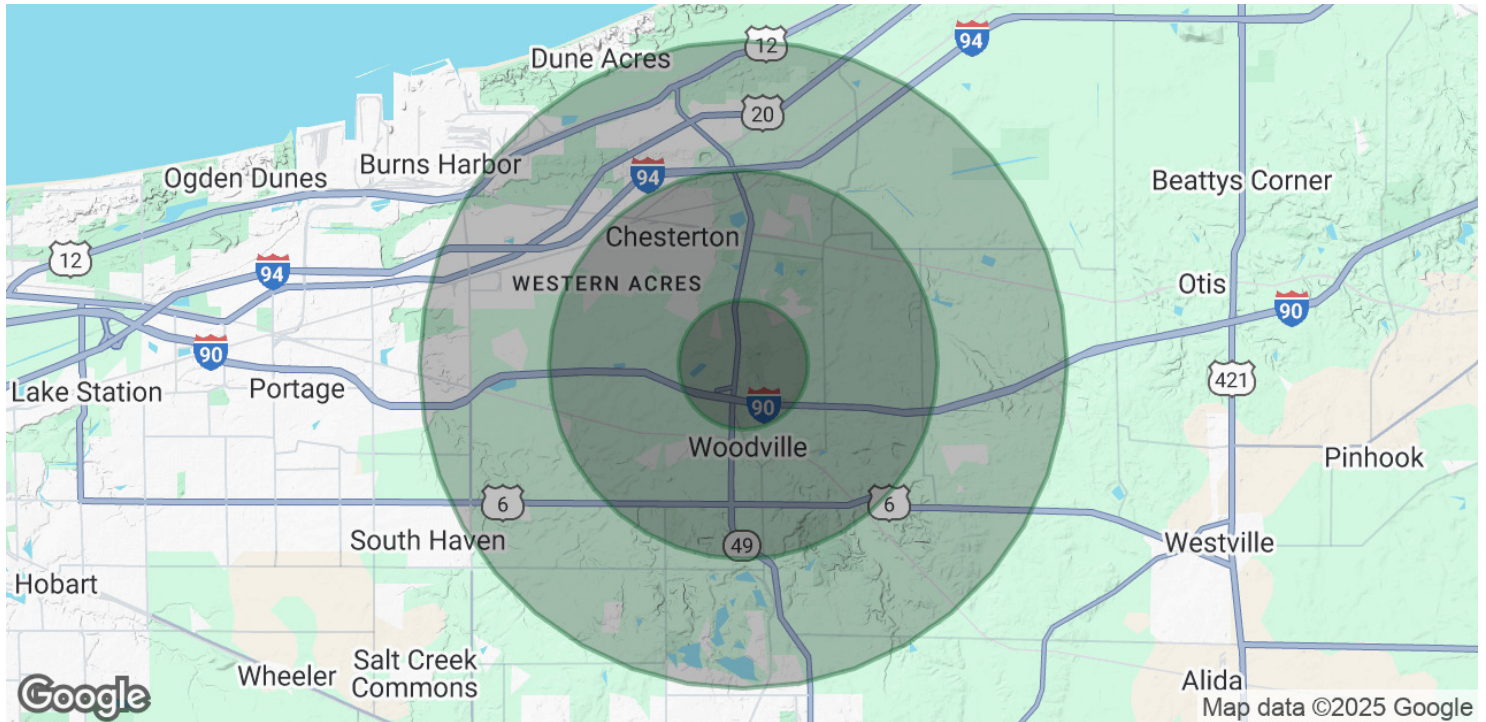 12
94
Dune Acres
20
Burns Harbor
94
Ogden Dunes
Beattys Corner
Chesterton
12
94
WESTERN ACRES
Otis
90
90
Lake Station
Portage
421
90
Woodville
Pinhook
6
6
South Haven
49
Westville
Hobart
Wheeler
Salt Creek
Commons
Alida
Google
Map data ©2025 Google